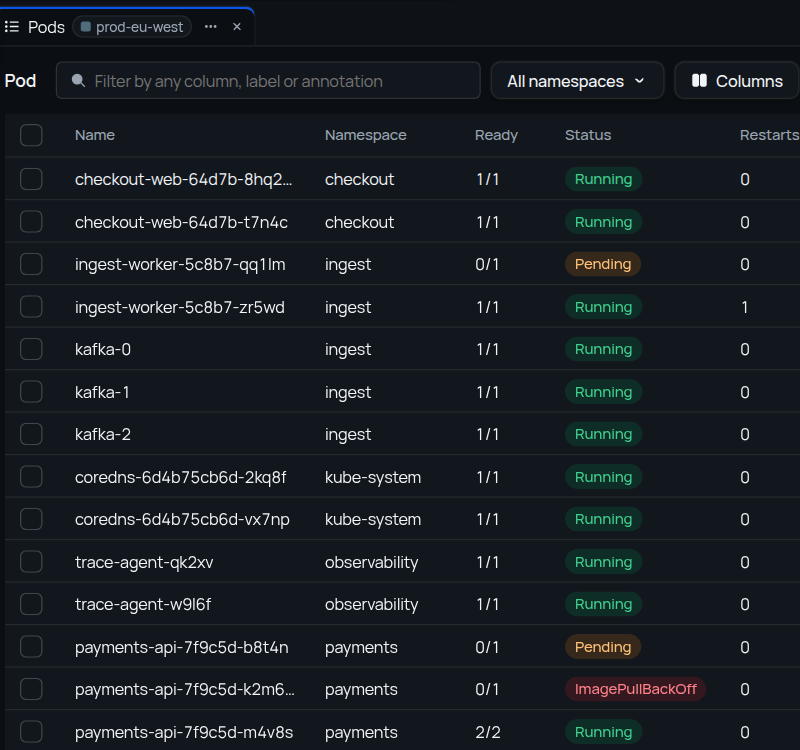 Pods prod-eu-west
Pod Filter by any column, label or annotation All namespaces Columns
Name Namespace Ready Status Restarts
checkout-web-64d7b-8hq2… checkout 1/1 Running 0
checkout-web-64d7b-t7n4c checkout 1/1 Running 0
ingest-worker-5c8b7-qq1lm ingest 0/1 Pending 0
ingest-worker-5c8b7-zr5wd ingest 1/1 Running 1
kafka-0 ingest 1/1 Running 0
kafka-1 ingest 1/1 Running 0
kafka-2 ingest 1/1 Running 0
coredns-6d4b75cb6d-2kq8f kube-system 1/1 Running 0
coredns-6d4b75cb6d-vx7np kube-system 1/1 Running 0
trace-agent-qk2xv observability 1/1 Running 0
trace-agent-w9l6f observability 1/1 Running 0
payments-api-7f9c5d-b8t4n payments 0/1 Pending 0
payments-api-7f9c5d-k2m6… payments 0/1 ImagePullBackOff 0
payments-api-7f9c5d-m4v8s payments 2/2 Running 0